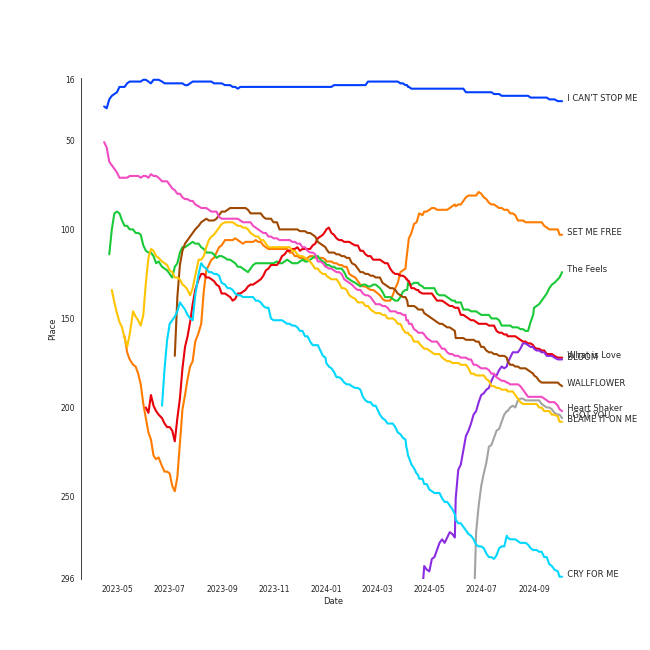 16
50
100
150
200
250
296
Place
2023-05
2023-07
2023-09
2023-11
2024-01
2024-03
2024-05
2024-07
2024-09
Date
I CAN'T STOP ME
SET ME FREE
The Feels
What is Love
BLOOM
WALLFLOWER
Heart Shaker
I GOT YOU
BLAME IT ON ME
CRY FOR ME